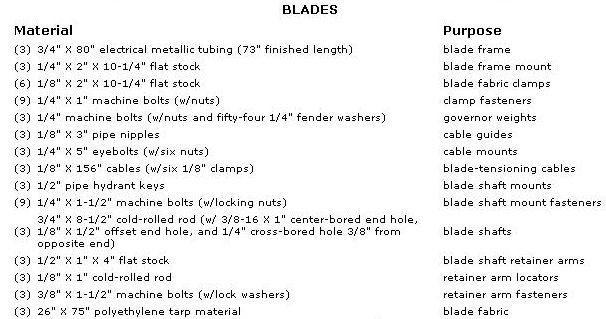 BLADES
Material Purpose
(3) 3/4" X 80" electrical metallic tubing (73" finished length) blade frame
(3) 1/4" X 2" X 10-1/4" flat stock blade frame mount
(6) 1/8" X 2" X 10-1/4" flat stock blade fabric clamps
(9) 1/4" X 1" machine bolts (w/nuts) clamp fasteners
(3) 1/4" machine bolts (w/nuts and fifty-four 1/4" fender washers) governor weights
(3) 1/8" X 3" pipe nipples cable guides
(3) 1/4" X 5" eyebolts (w/six nuts) cable mounts
(3) 1/8" X 156" cables (w/six 1/8" clamps) blade-tensioning cables
(3) 1/2" pipe hydrant keys blade shaft mounts
(9) 1/4" X 1-1/2" machine bolts (w/locking nuts) blade shaft mount fasteners
3/4" X 8-1/2" cold-rolled rod (w/ 3/8-16 X 1" center-bored end hole,
(3) 1/8" X 1/2" offset end hole, and 1/4" cross-bored hole 3/8" from blade shafts
opposite end)
(3) 1/2" X 1" X 4" flat stock blade shaft retainer arms
(3) 1/8" X 1" cold-rolled rod retainer arm locators
(3) 3/8" X 1-1/2" machine bolts (w/lock washers) retainer arm fasteners
(3) 26" X 75" polyethylene tarp material blade fabric